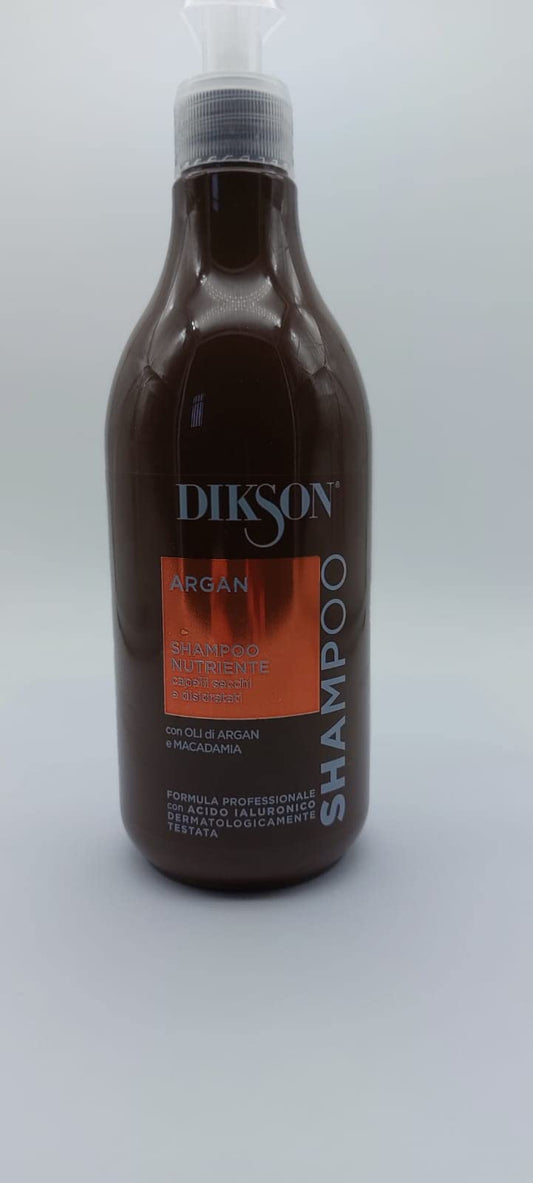 DIKSON®
ARGAN
SHAMPOO
NUTRIENTE
capelli secchi
e disidratati
con OLI di ARGAN
e MACADAMIA
FORMULA PROFESSIONALE
con ACIDO IALURONICO
DERMATOLOGICAMENTE
TESTATA
SHAMPOO